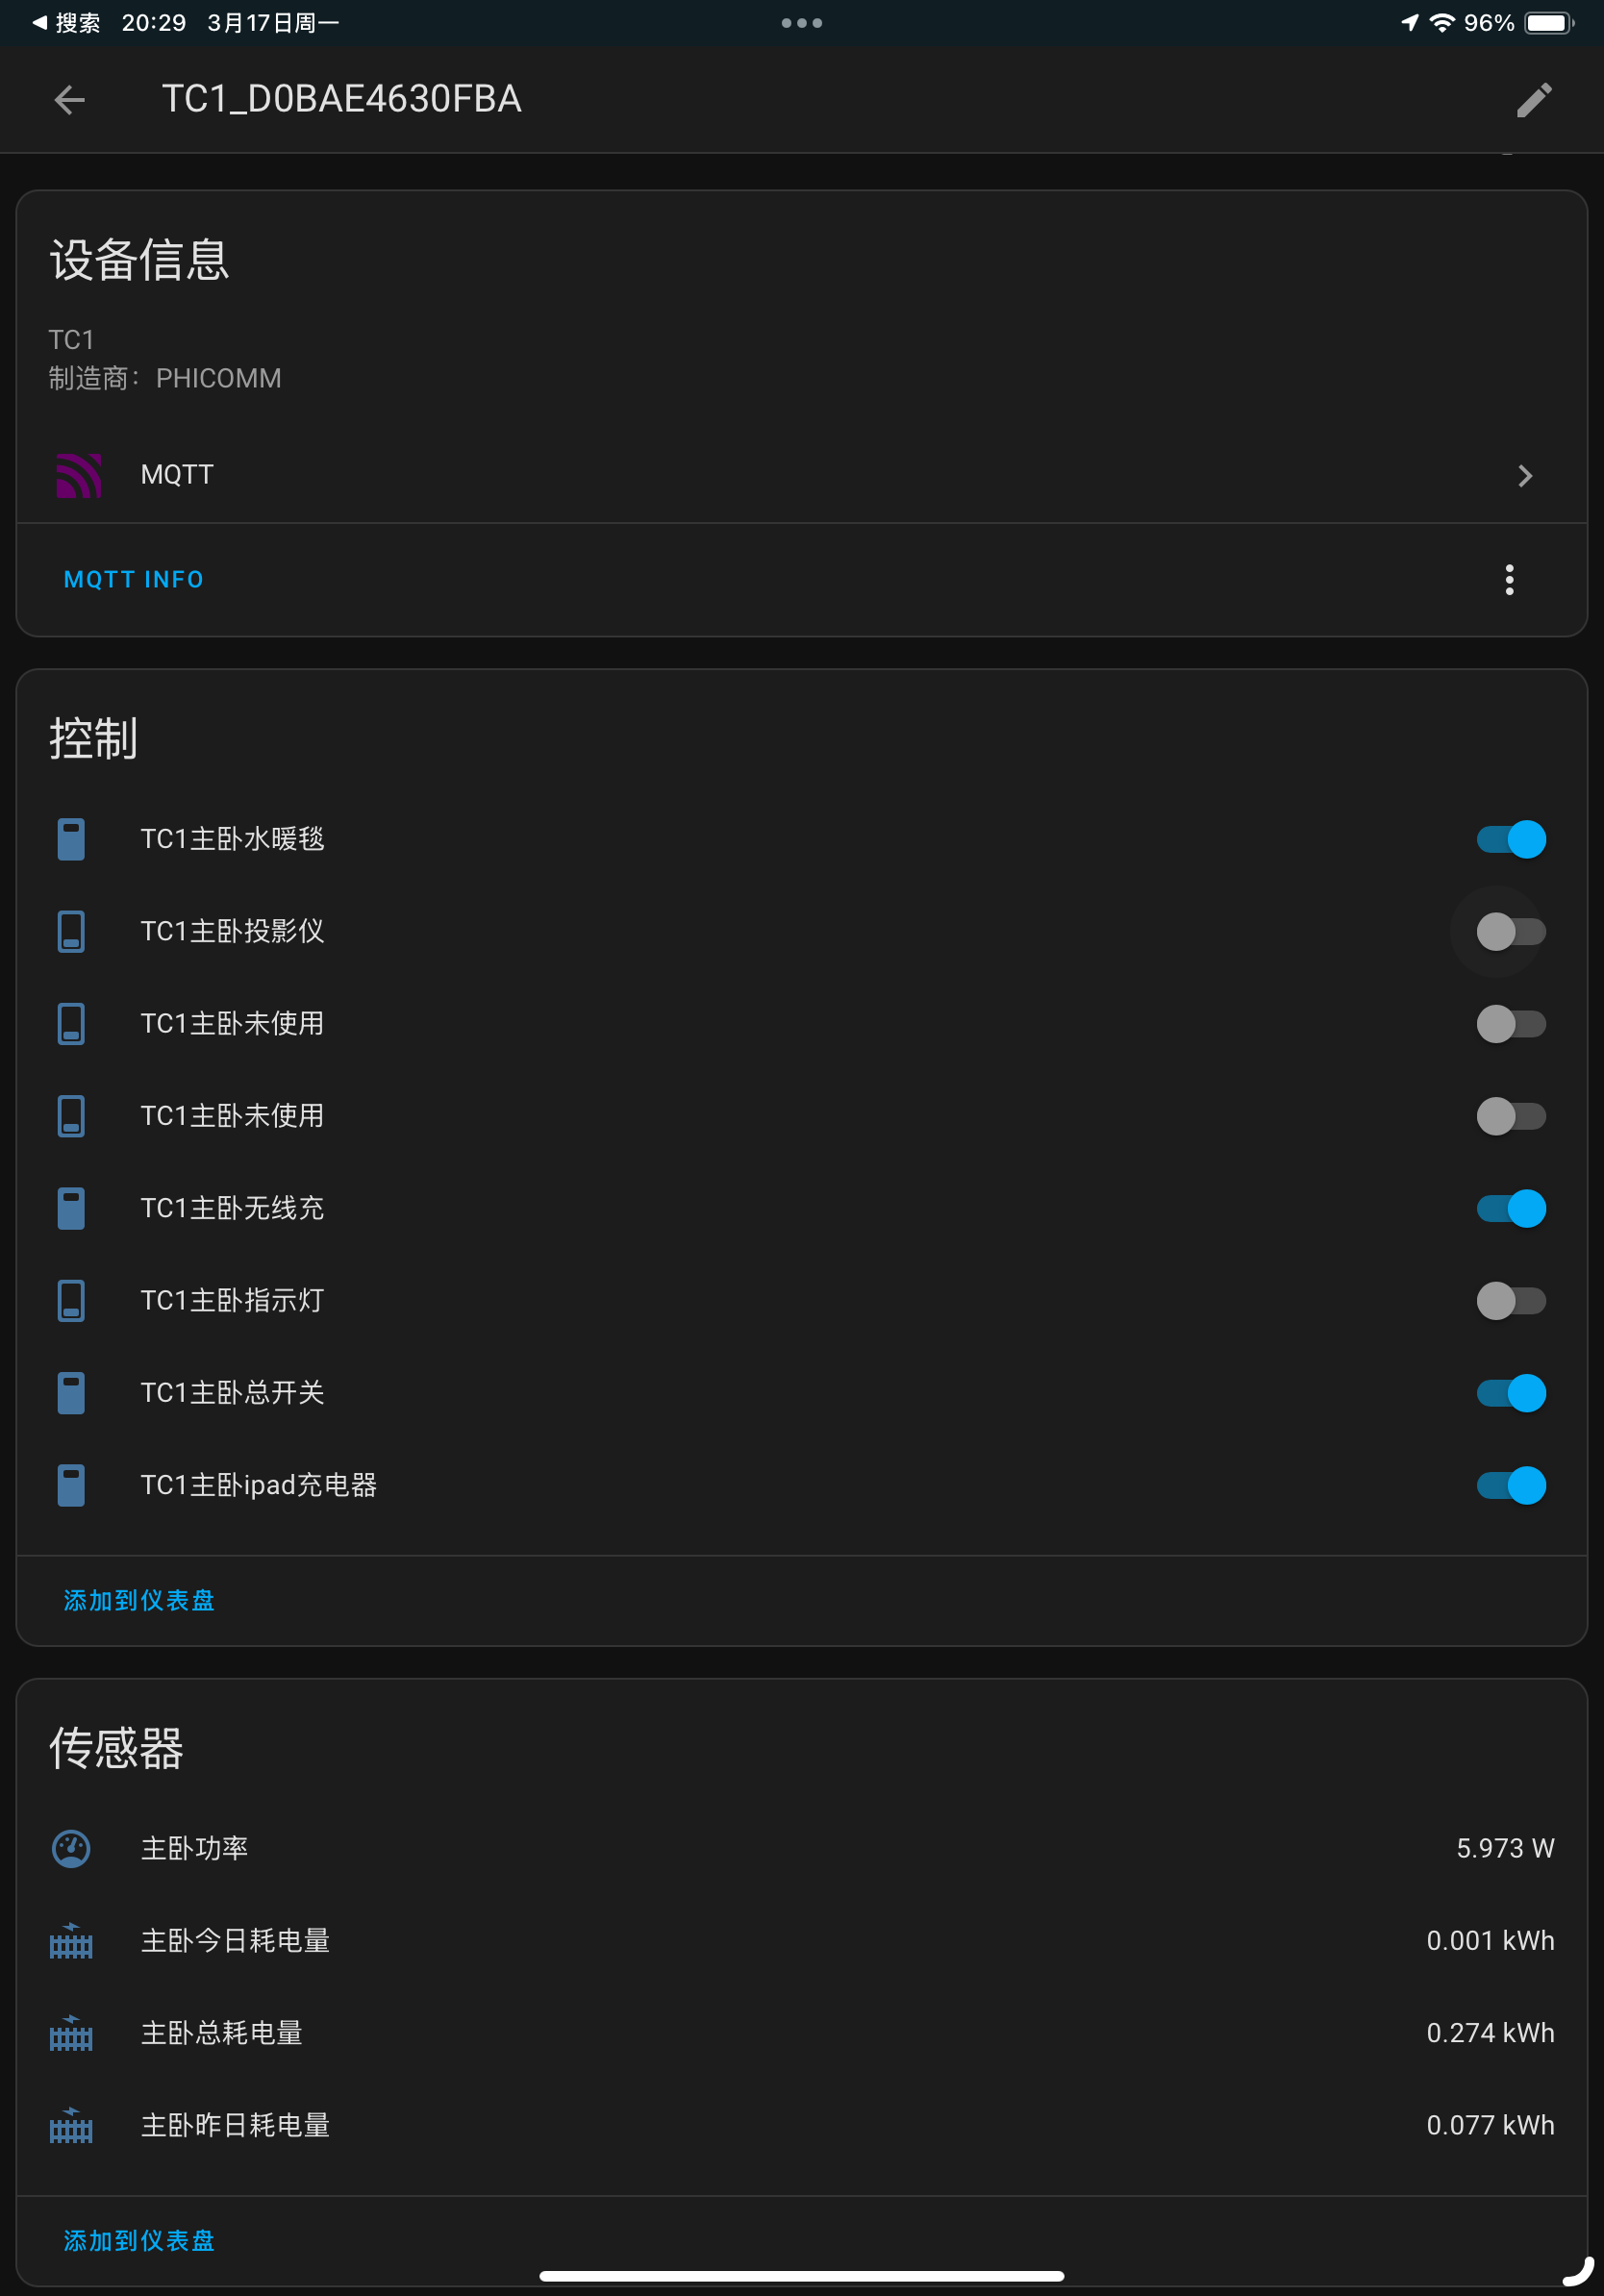 搜索 20:29 3月17日周一 96%
TC1_D0BAE4630FBA
设备信息
TC1
制造商：PHICOMM
MQTT
MQTT INFO
控制
TC1主卧水暖毯
TC1主卧投影仪
TC1主卧未使用
TC1主卧未使用
TC1主卧无线充
TC1主卧指示灯
TC1主卧总开关
TC1主卧ipad充电器
添加到仪表盘
传感器
主卧功率 5.973 W
主卧今日耗电量 0.001 kWh
主卧总耗电量 0.274 kWh
主卧昨日耗电量 0.077 kWh
添加到仪表盘